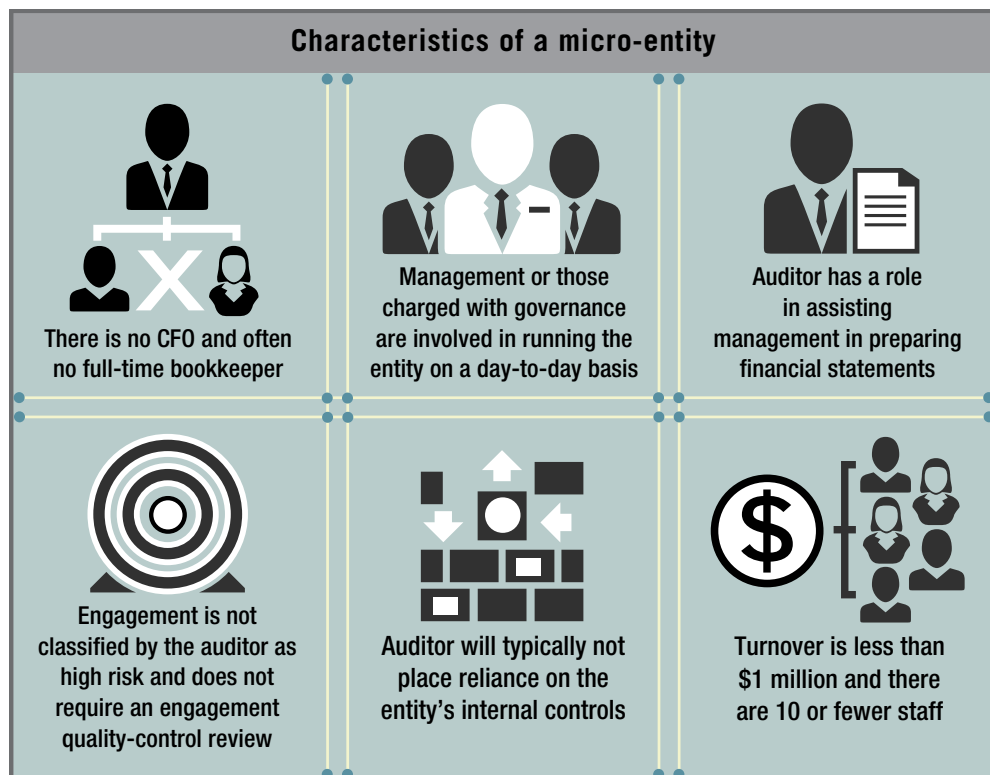 Characteristics of a micro-entity
There is no CFO and often
no full-time bookkeeper
Management or those
charged with governance
are involved in running the
entity on a day-to-day basis
Auditor has a role
in assisting
management in preparing
financial statements
Engagement is not
classified by the auditor as
high risk and does not
require an engagement
quality-control review
Auditor will typically not
place reliance on the
entity’s internal controls
$
Turnover is less than
$1 million and there
are 10 or fewer staff